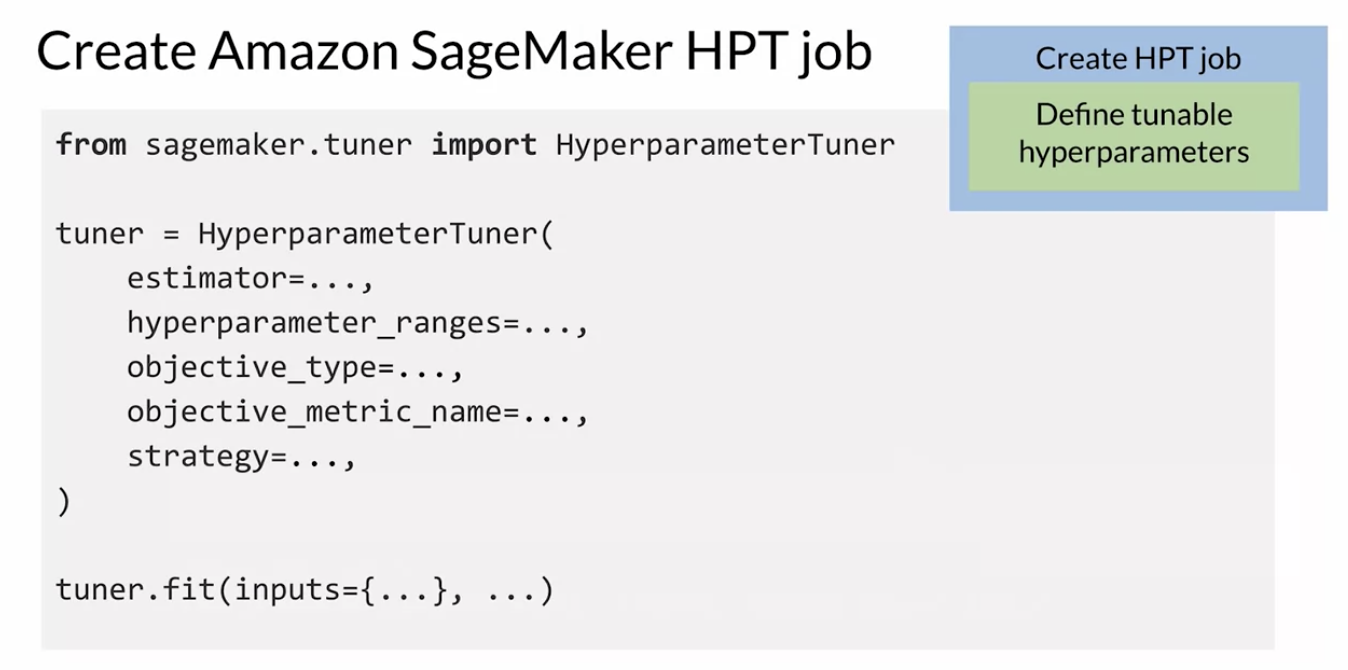 Create Amazon SageMaker HPT job
Create HPT job
Define tunable
hyperparameters
from sagemaker.tuner import HyperparameterTuner
tuner = HyperparameterTuner(
    estimator=...,
    hyperparameter_ranges=...,
    objective_type=...,
    objective_metric_name=...,
    strategy=...,
)
tuner.fit(inputs={...}, ...)